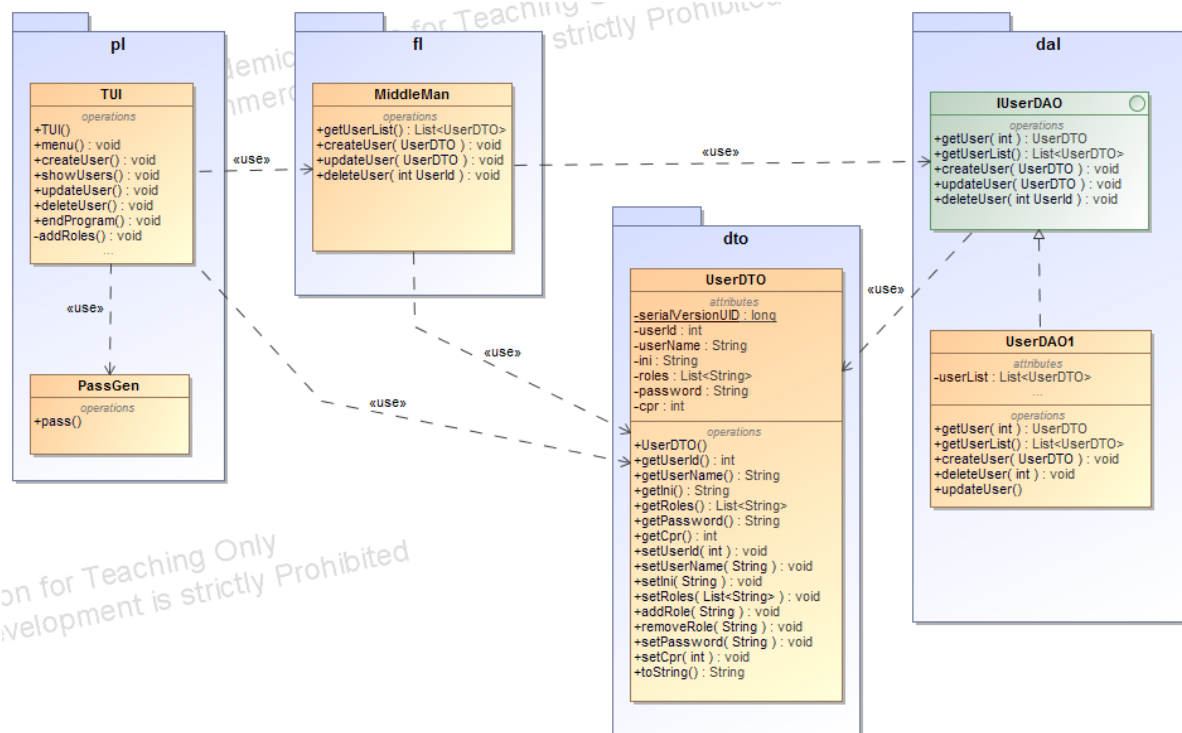 pl
TUI
operations
+TUI()
+menu() : void
+createUser() : void
+showUsers() : void
+updateUser() : void
+deleteUser() : void
+endProgram() : void
-addRoles() : void
...
«use»
PassGen
operations
+pass()
«use»
fl
MiddleMan
operations
+getUserList() : List<UserDTO>
+createUser( UserDTO ) : void
+updateUser( UserDTO ) : void
+deleteUser( int UserId ) : void
«use»
«use»
«use»
dto
UserDTO
attributes
-serialVersionUID : long
-userId : int
-userName : String
-ini : String
-roles : List<String>
-password : String
-cpr : int
operations
+UserDTO()
+getUserId() : int
+getUserName() : String
+getIni() : String
+getRoles() : List<String>
+getPassword() : String
+getCpr() : int
+setUserId( int ) : void
+setUserName( String ) : void
+setIni( String ) : void
+setRoles( List<String> ) : void
+addRole( String ) : void
+removeRole( String ) : void
+setPassword( String ) : void
+setCpr( int ) : void
+toString() : String
«use»
dal
IUserDAO
operations
+getUser( int ) : UserDTO
+getUserList() : List<UserDTO>
+createUser( UserDTO ) : void
+updateUser( UserDTO ) : void
+deleteUser( int UserId ) : void
UserDAO1
attributes
-userList : List<UserDTO>
...
operations
+getUser( int ) : UserDTO
+getUserList() : List<UserDTO>
+createUser( UserDTO ) : void
+deleteUser( int ) : void
+updateUser()
for Teaching
strictly Prohibited
for Teaching Only
is strictly Prohibited